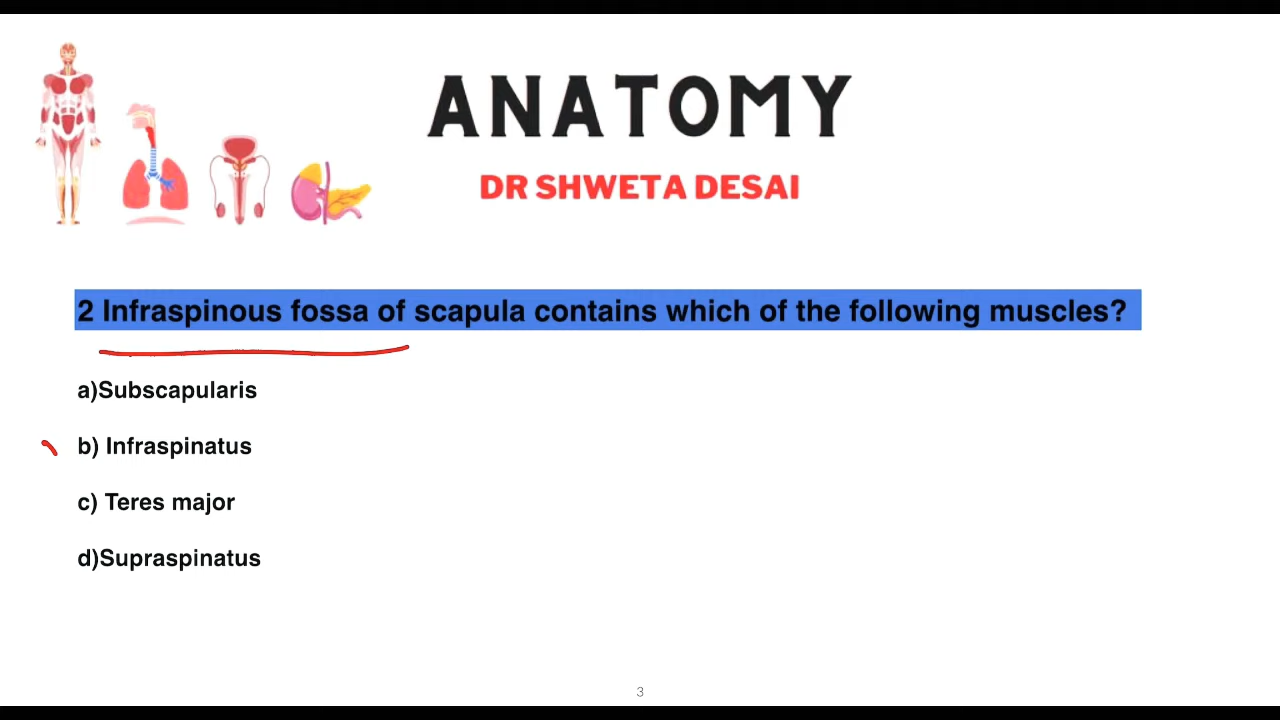 ANATOMY
DR SHWETA DESAI
2 Infraspinous fossa of scapula contains which of the following muscles?
a)Subscapularis
b) Infraspinatus
c) Teres major
d)Supraspinatus
3